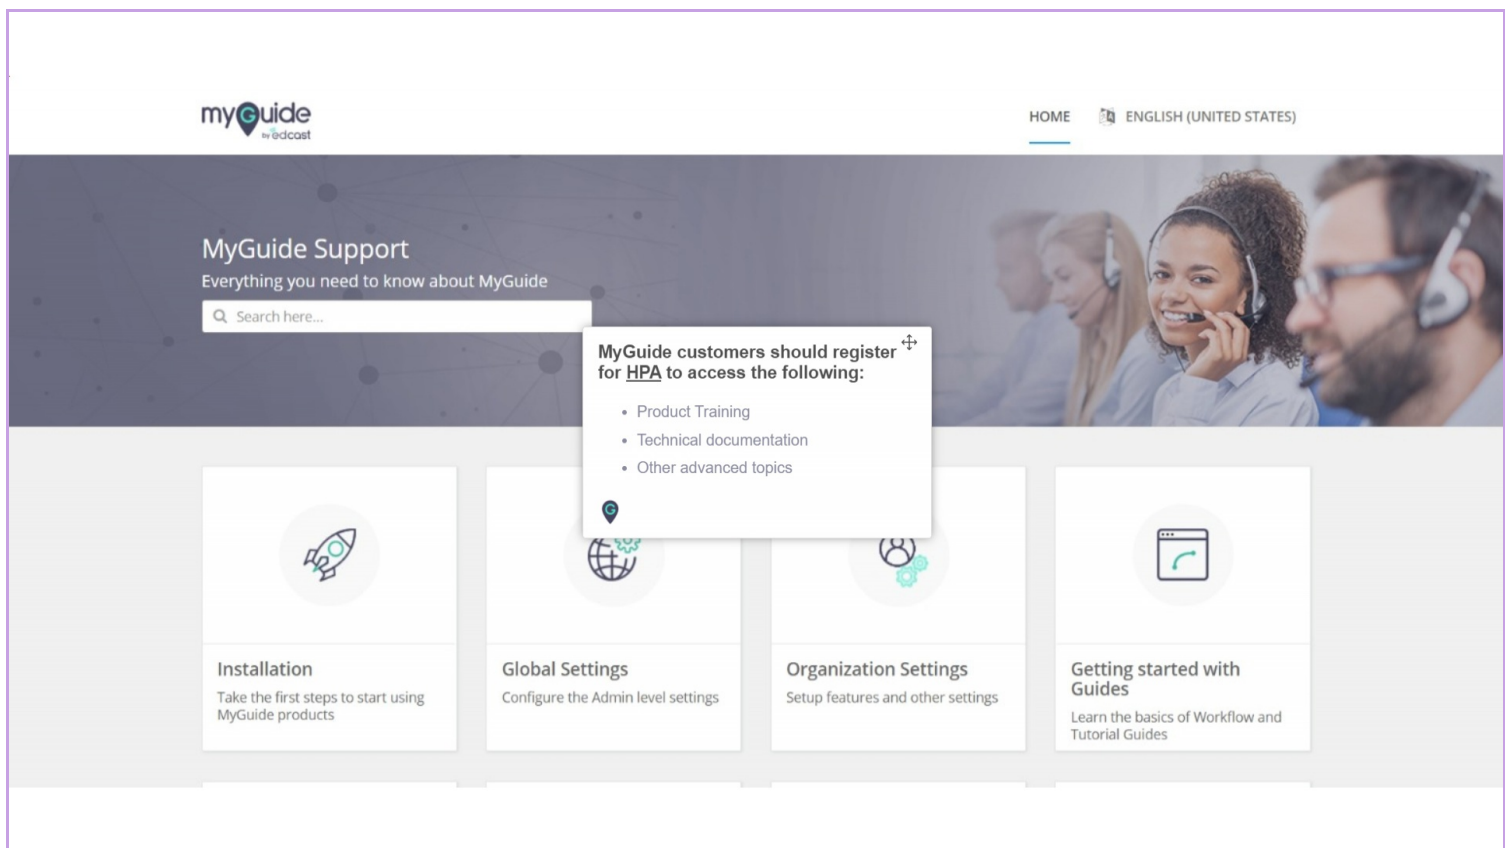 myGuide
by edcast
HOME
ENGLISH (UNITED STATES)
MyGuide Support
Everything you need to know about MyGuide
Search here...
MyGuide customers should register
for HPA to access the following:
• Product Training
• Technical documentation
• Other advanced topics
G
Installation
Take the first steps to start using
MyGuide products
Global Settings
Configure the Admin level settings
Organization Settings
Setup features and other settings
Getting started with
Guides
Learn the basics of Workflow and
Tutorial Guides